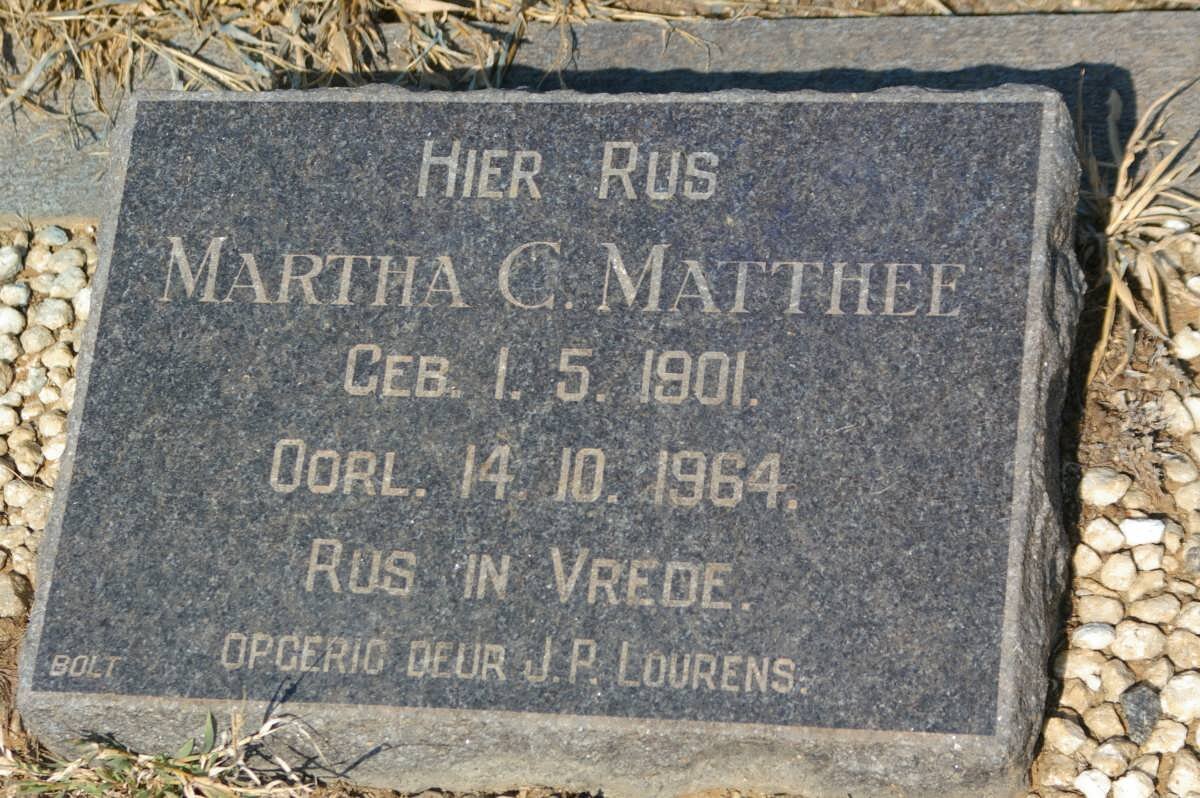 HIER RUS
MARTHA C. MATTHEE
GEB. 1. 5. 1901.
OORL. 14. 10. 1964.
RUS IN VREDE.
OPGERIG DEUR J.P. LOURENS.
BOLT